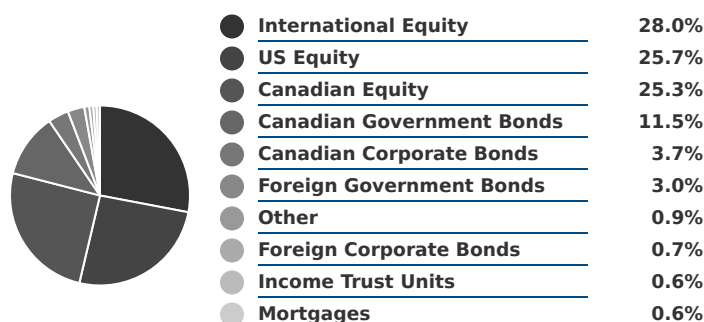 International Equity 28.0%
US Equity 25.7%
Canadian Equity 25.3%
Canadian Government Bonds 11.5%
Canadian Corporate Bonds 3.7%
Foreign Government Bonds 3.0%
Other 0.9%
Foreign Corporate Bonds 0.7%
Income Trust Units 0.6%
Mortgages 0.6%